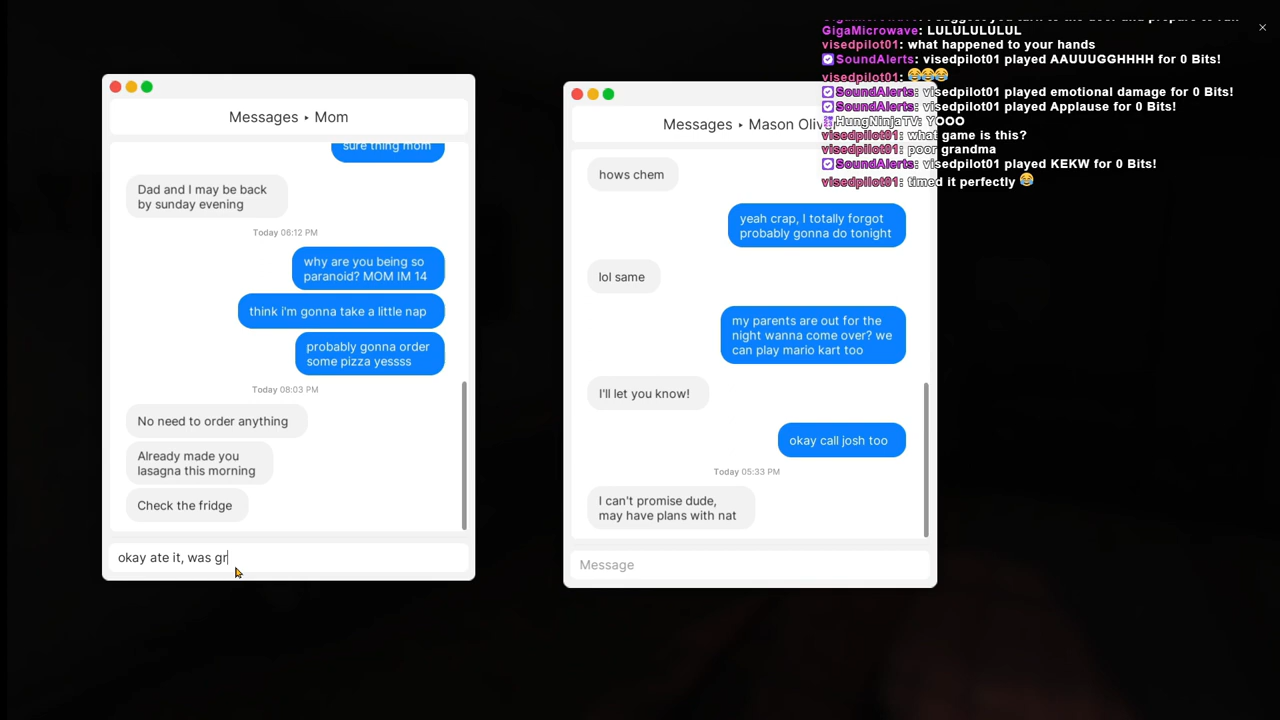 Messages ‣ Mom
sure thing mom
Dad and I may be back
by sunday evening
Today 06:12 PM
why are you being so
paranoid? MOM IM 14
think i'm gonna take a little nap
probably gonna order
some pizza yessss
Today 08:03 PM
No need to order anything
Already made you
lasagna this morning
Check the fridge
okay ate it, was gr
Messages ‣ Mason Oliv
hows chem
yeah crap, I totally forgot
probably gonna do tonight
lol same
my parents are out for the
night wanna come over? we
can play mario kart too
I'll let you know!
okay call josh too
Today 05:33 PM
I can't promise dude,
may have plans with nat
Message
GigaMicrowave: LULULULULUL
visedpilot01: what happened to your hands
SoundAlerts: visedpilot01 played AAUUUGGHHHHH for 0 Bits!
visedpilot01: 😂😂😂
SoundAlerts: visedpilot01 played emotional damage for 0 Bits!
SoundAlerts: visedpilot01 played Applause for 0 Bits!
HungNinjaTV: YOOO
visedpilot01: what game is this?
visedpilot01: poor grandma
SoundAlerts: visedpilot01 played KEKW for 0 Bits!
visedpilot01: timed it perfectly 😂